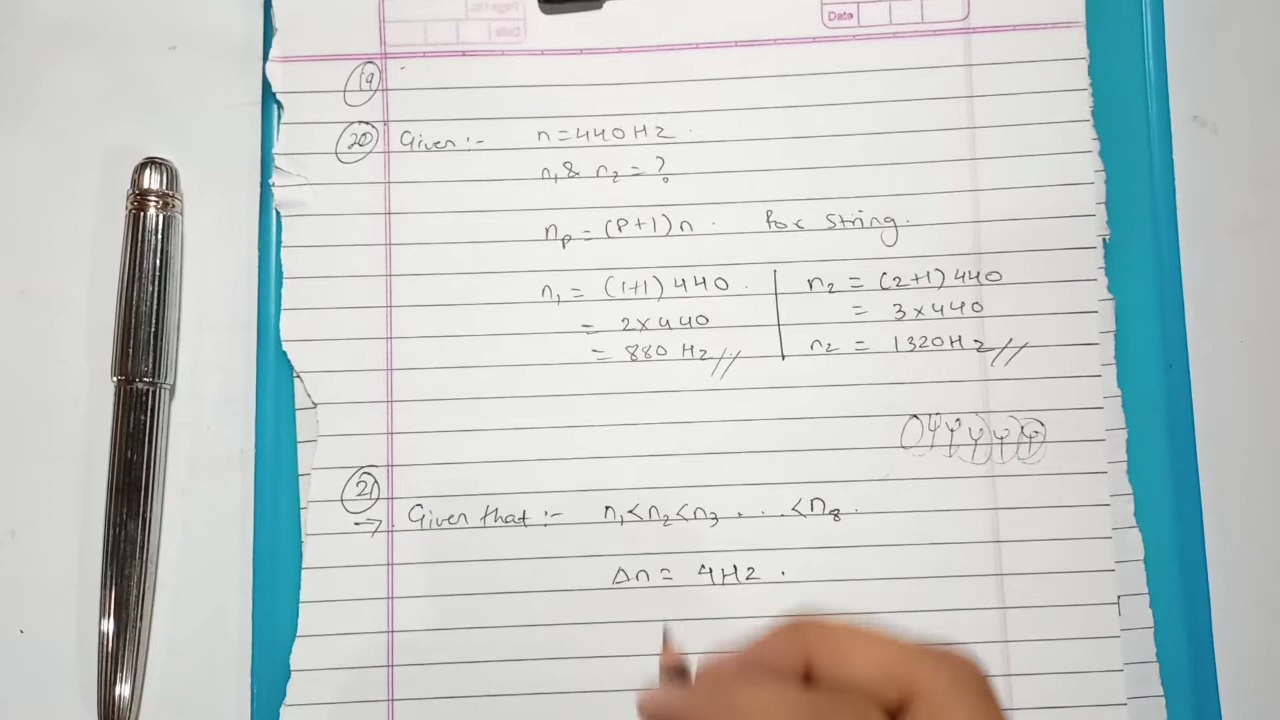 Date
19
20 Given :- n = 440 Hz .
n₁ & n₂ = ?
nₚ = (P+1) n . for string.
n₁ = (1+1) 440 . n₂ = (2+1) 440
= 2 x 440 = 3 x 440
= 880 Hz // n₂ = 1320 Hz //
21
→ Given that :- n₁ < n₂ < n₃ . . . < n₈ .
Δn = 4 Hz .